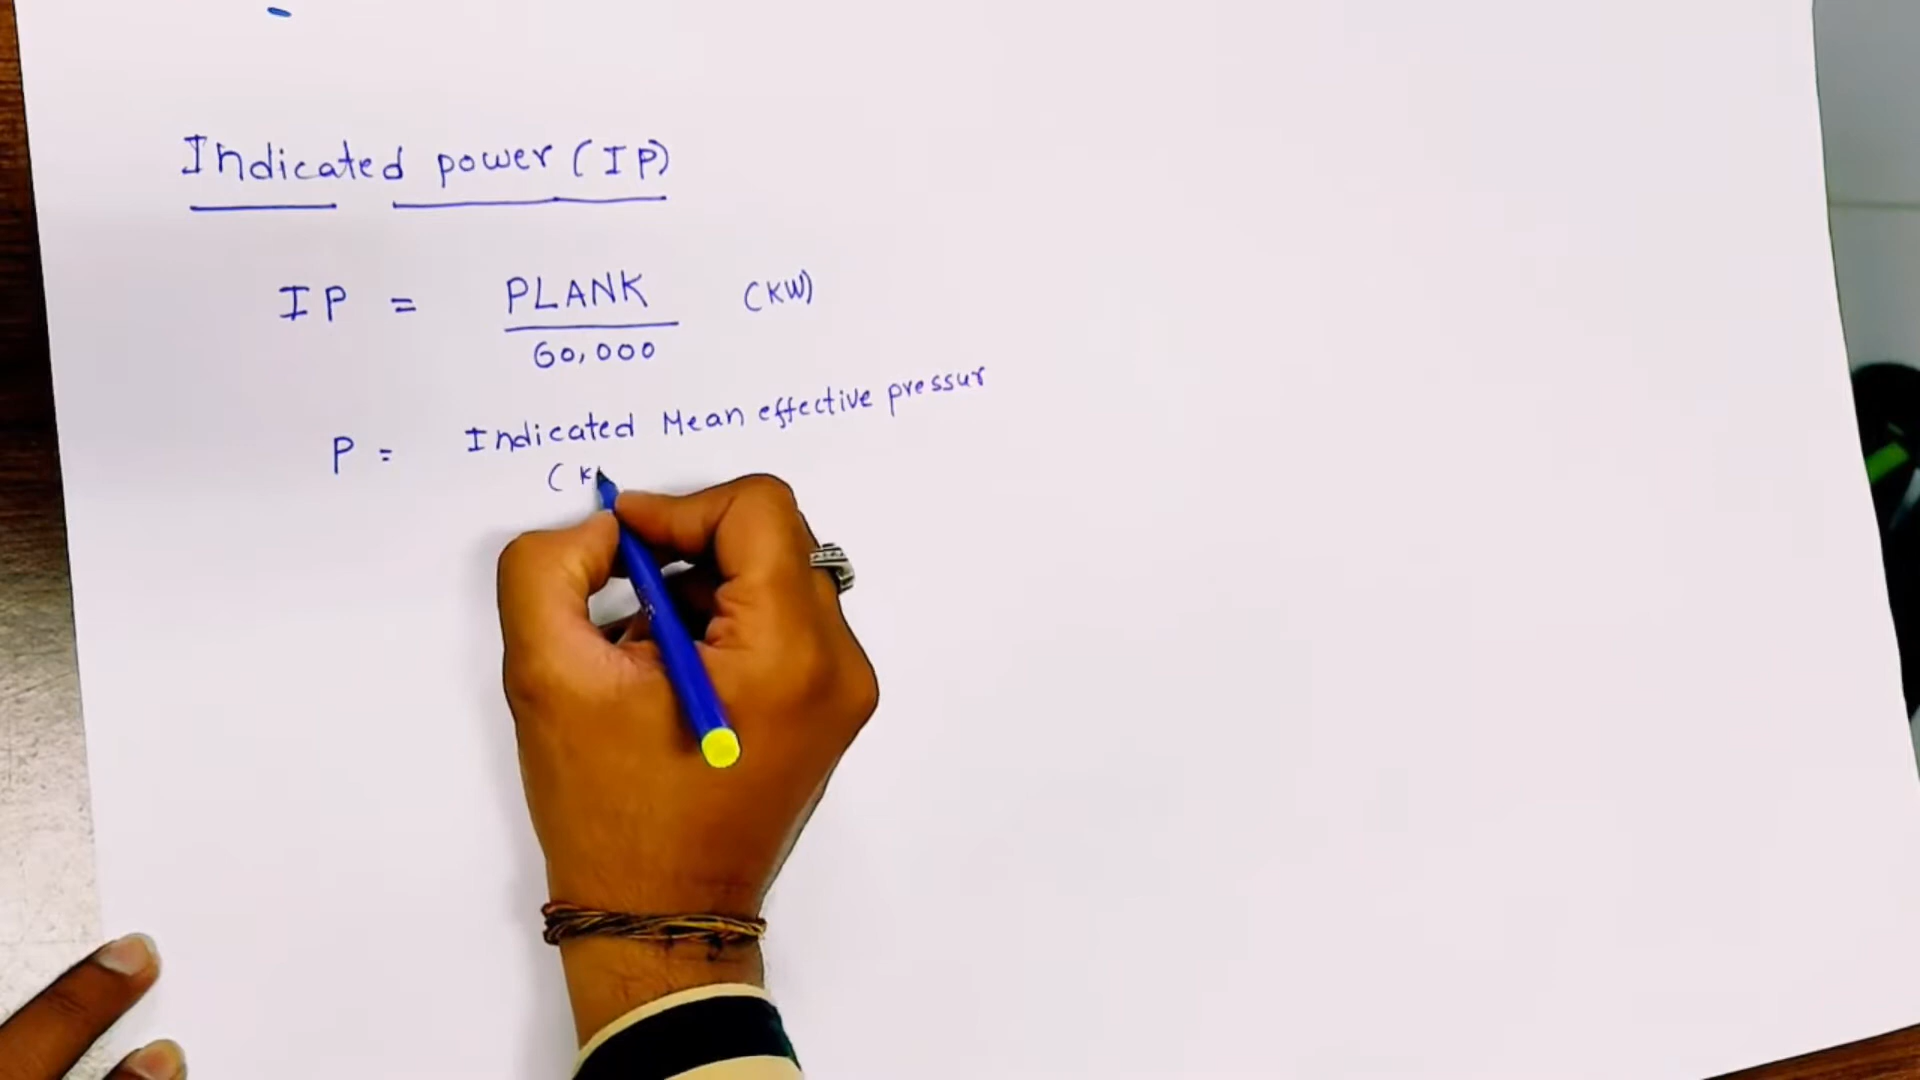 Indicated power (IP)
IP = PLANK (KW)
60,000
P = Indicated Mean effective pressur
( K